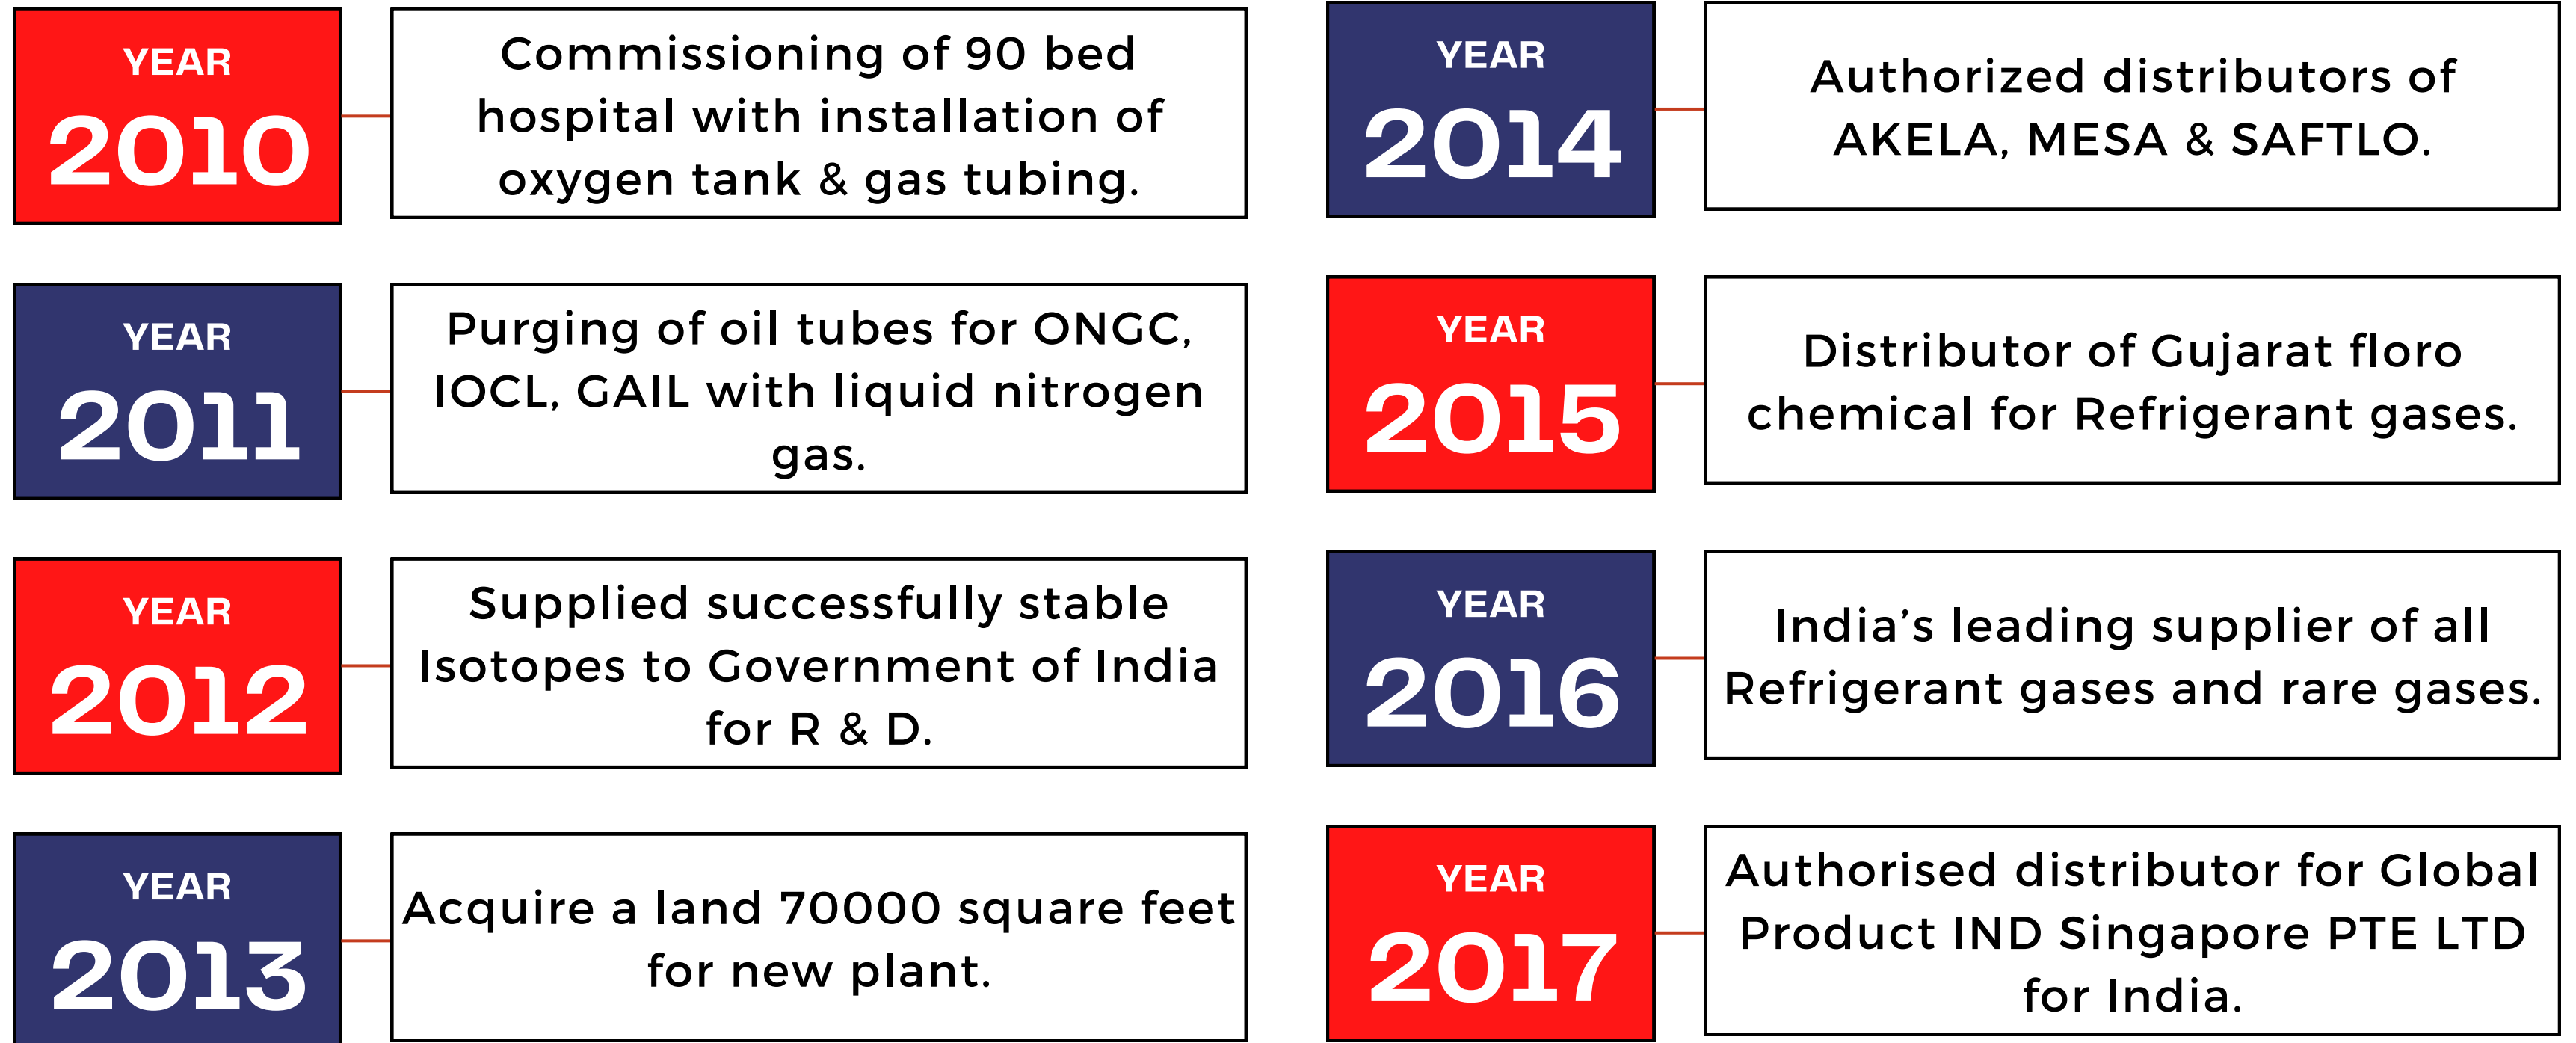 YEAR
2010
Commissioning of 90 bed
hospital with installation of
oxygen tank & gas tubing.
YEAR
2011
Purging of oil tubes for ONGC,
IOCL, GAIL with liquid nitrogen
gas.
YEAR
2012
Supplied successfully stable
Isotopes to Government of India
for R & D.
YEAR
2013
Acquire a land 70000 square feet
for new plant.
YEAR
2014
Authorized distributors of
AKELA, MESA & SAFTLO.
YEAR
2015
Distributor of Gujarat floro
chemical for Refrigerant gases.
YEAR
2016
India’s leading supplier of all
Refrigerant gases and rare gases.
YEAR
2017
Authorised distributor for Global
Product IND Singapore PTE LTD
for India.